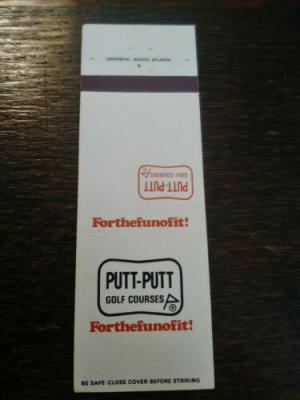 UNIVERSAL MATCH, ATLANTA
PUTT-PUTT
GOLF COURSES
Forthefunofit!
PUTT-PUTT
GOLF COURSES ®
Forthefunofit!
BE SAFE-CLOSE COVER BEFORE STRIKING